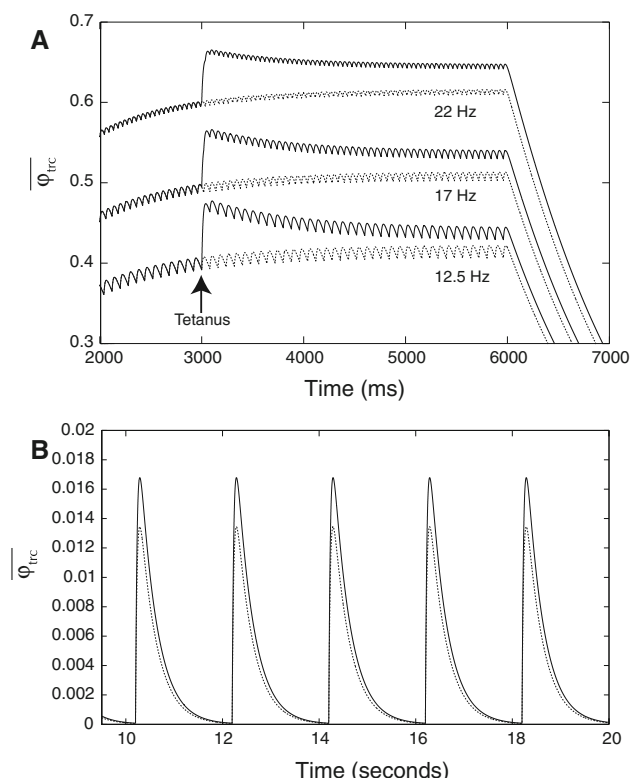 A
0.7
0.6
0.5
0.4
0.3
φtrc
22 Hz
17 Hz
12.5 Hz
Tetanus
2000 3000 4000 5000 6000 7000
Time (ms)
B
0.02
0.018
0.016
0.014
0.012
0.01
0.008
0.006
0.004
0.002
0
φtrc
10 12 14 16 18 20
Time (seconds)